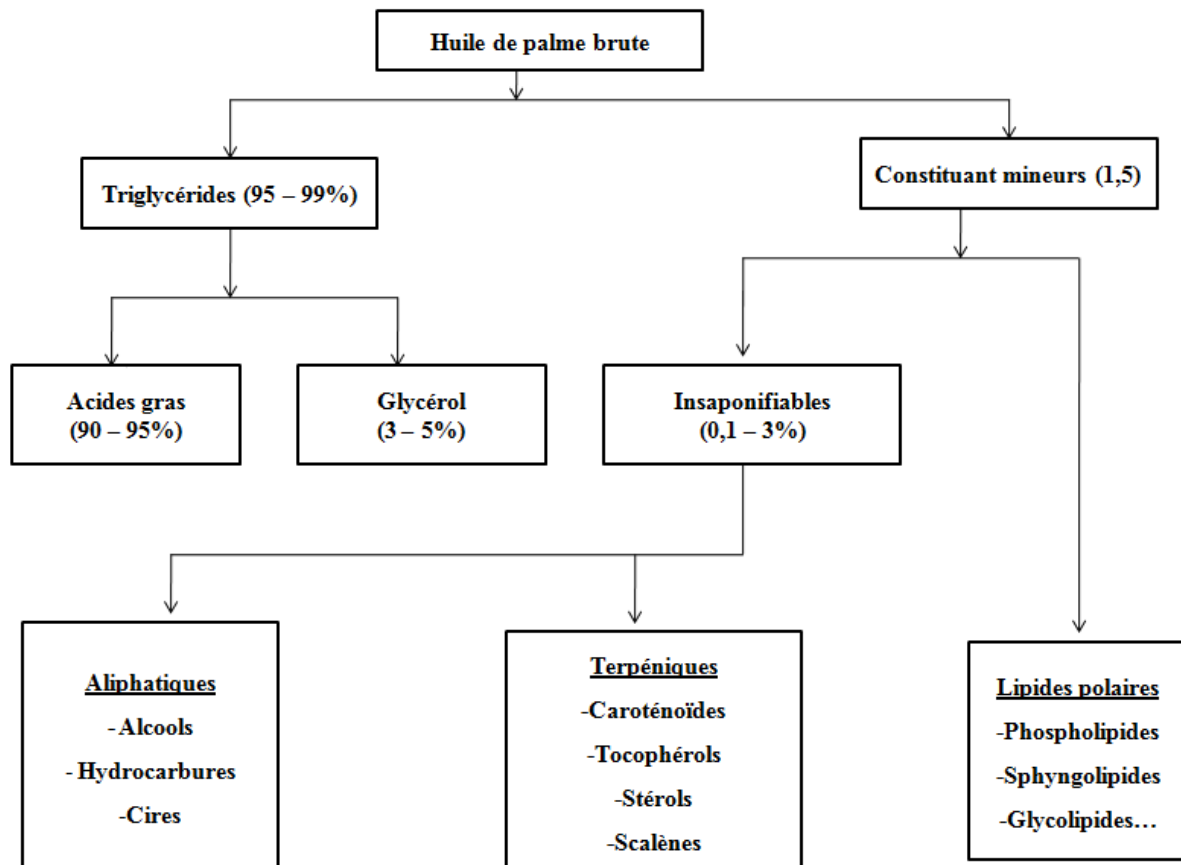 Huile de palme brute
Triglycérides (95 – 99%)
Constituant mineurs (1,5)
Acides gras
(90 – 95%)
Glycérol
(3 – 5%)
Insaponifiables
(0,1 – 3%)
Aliphatiques
- Alcools
- Hydrocarbures
-Cires
Terpéniques
-Caroténoïdes
-Tocophérols
-Stérols
-Scalènes
Lipides polaires
-Phospholipides
-Sphyngolipides
-Glycolipides…